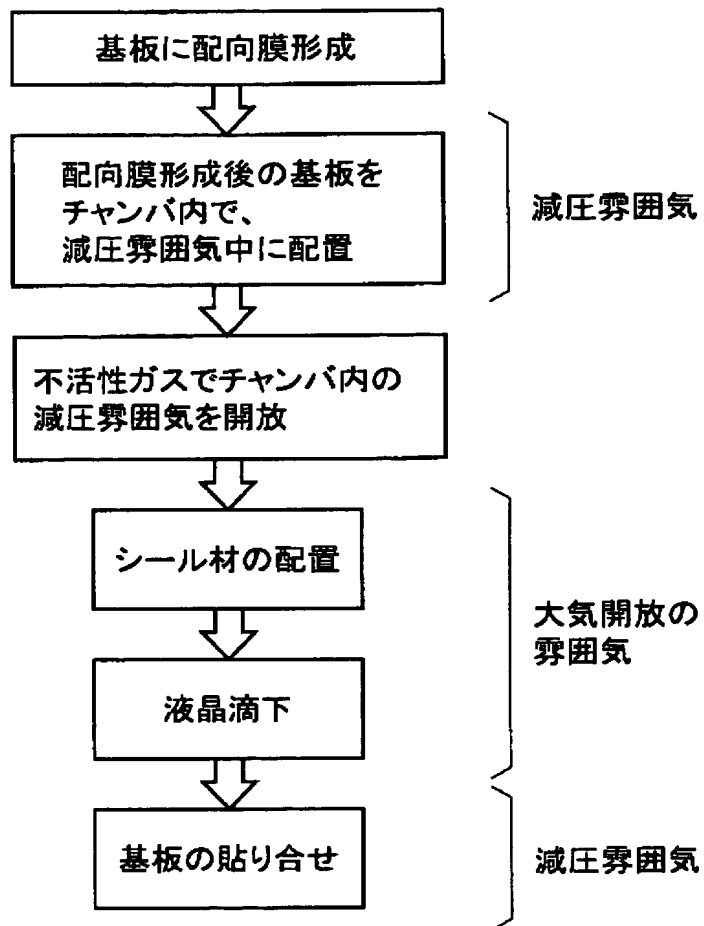 基板に配向膜形成
配向膜形成後の基板を
チャンバ内で、
減圧雰囲気中に配置
減圧雰囲気
不活性ガスでチャンバ内の
減圧雰囲気を開放
シール材の配置
大気開放の
雰囲気
液晶滴下
基板の貼り合せ
減圧雰囲気